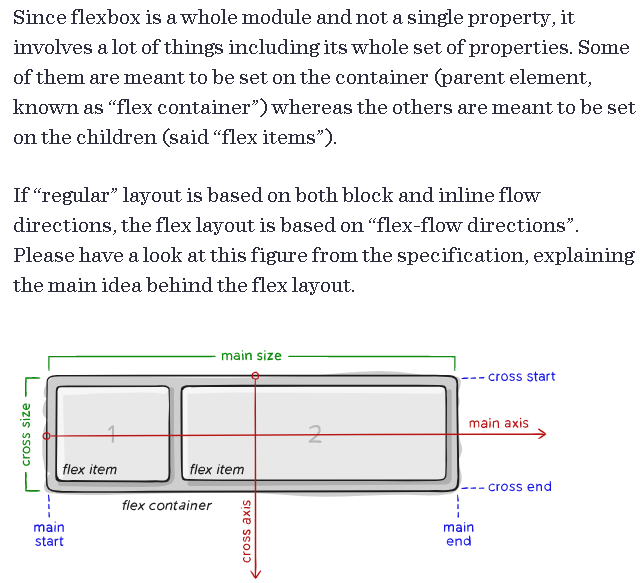 Since flexbox is a whole module and not a single property, it
involves a lot of things including its whole set of properties. Some
of them are meant to be set on the container (parent element,
known as “flex container”) whereas the others are meant to be set
on the children (said “flex items”).
If “regular” layout is based on both block and inline flow
directions, the flex layout is based on “flex-flow directions”.
Please have a look at this figure from the specification, explaining
the main idea behind the flex layout.
main size
cross start
cross size
1
2
main axis
flex item
flex item
cross end
flex container
cross axis
main
start
main
end